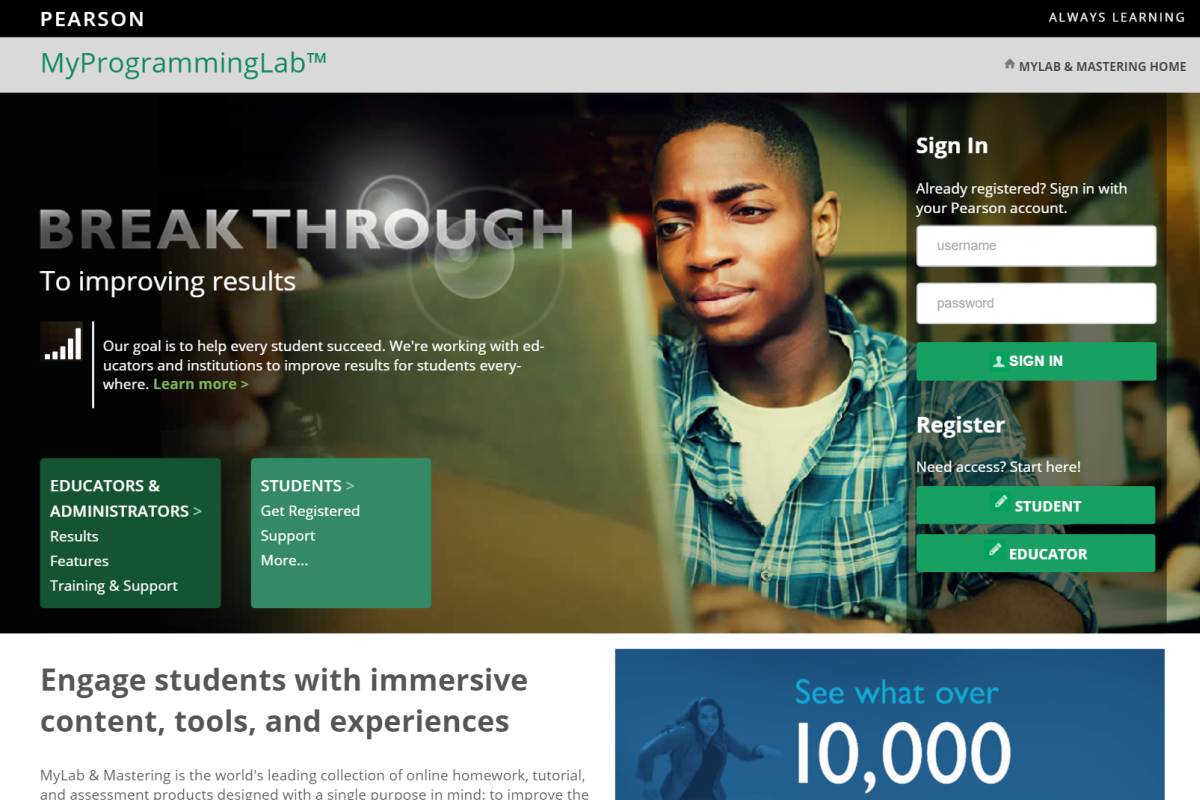 PEARSON
ALWAYS LEARNING
MyProgrammingLab™
MYLAB & MASTERING HOME
BREAKTHROUGH
To improving results
Our goal is to help every student succeed. We're working with ed-
ucators and institutions to improve results for students every-
where. Learn more >
EDUCATORS &
ADMINISTRATORS >
Results
Features
Training & Support
STUDENTS >
Get Registered
Support
More...
Sign In
Already registered? Sign in with
your Pearson account.
username
password
SIGN IN
Register
Need access? Start here!
STUDENT
EDUCATOR
Engage students with immersive
content, tools, and experiences
MyLab & Mastering is the world's leading collection of online homework, tutorial,
and assessment products designed with a single purpose in mind: to improve the
See what over
10,000